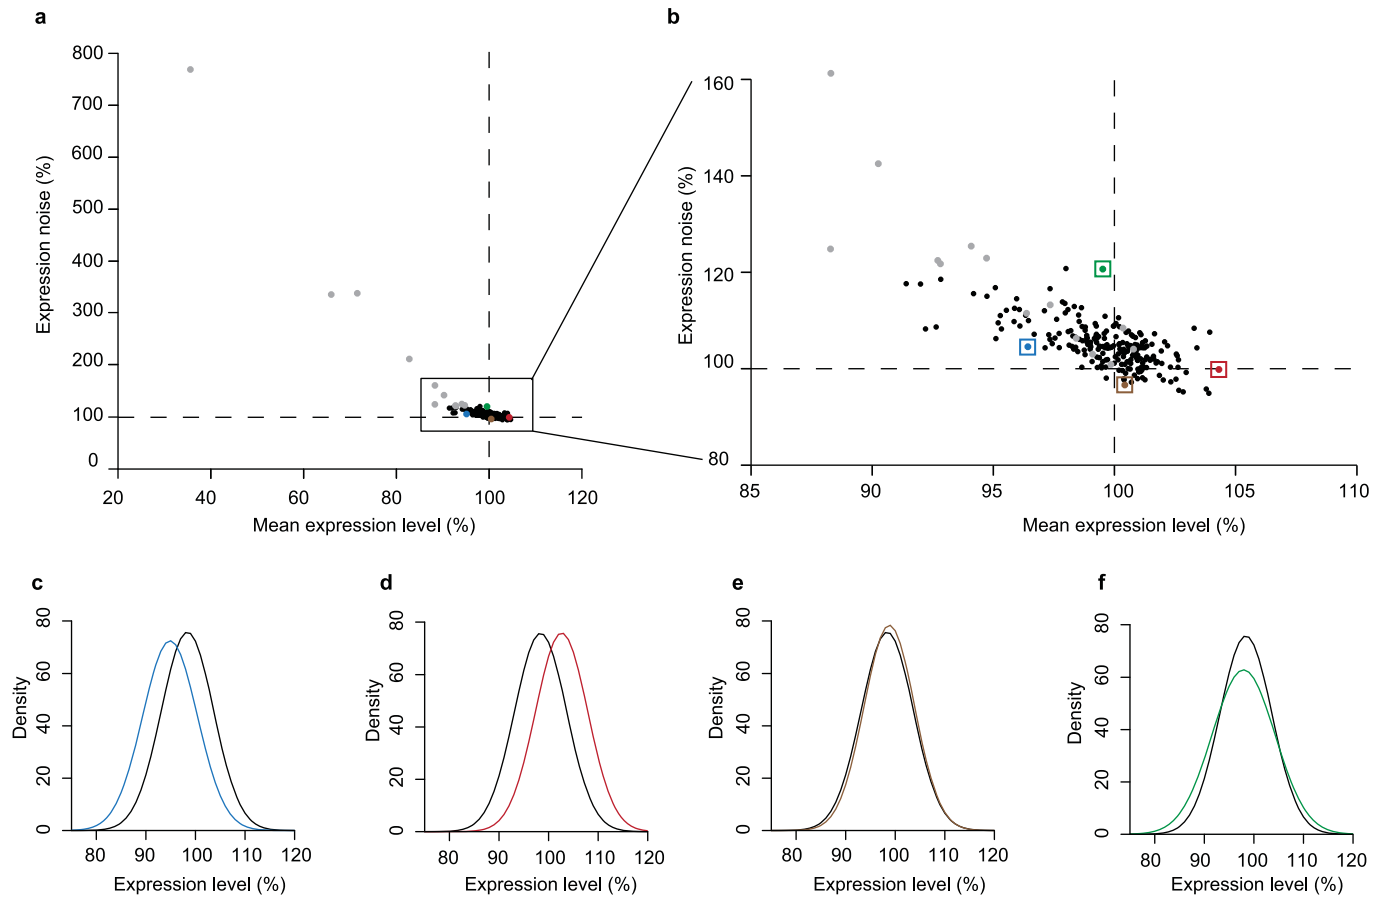 a
800
700
600
500
400
300
200
100
0
Expression noise (%)
20 40 60 80 100 120
Mean expression level (%)
b
160
140
120
100
80
Expression noise (%)
85 90 95 100 105 110
Mean expression level (%)
c
80
60
40
20
0
Density
80 90 100 110 120
Expression level (%)
d
80
60
40
20
0
Density
80 90 100 110 120
Expression level (%)
e
80
60
40
20
0
Density
80 90 100 110 120
Expression level (%)
f
80
60
40
20
0
Density
80 90 100 110 120
Expression level (%)